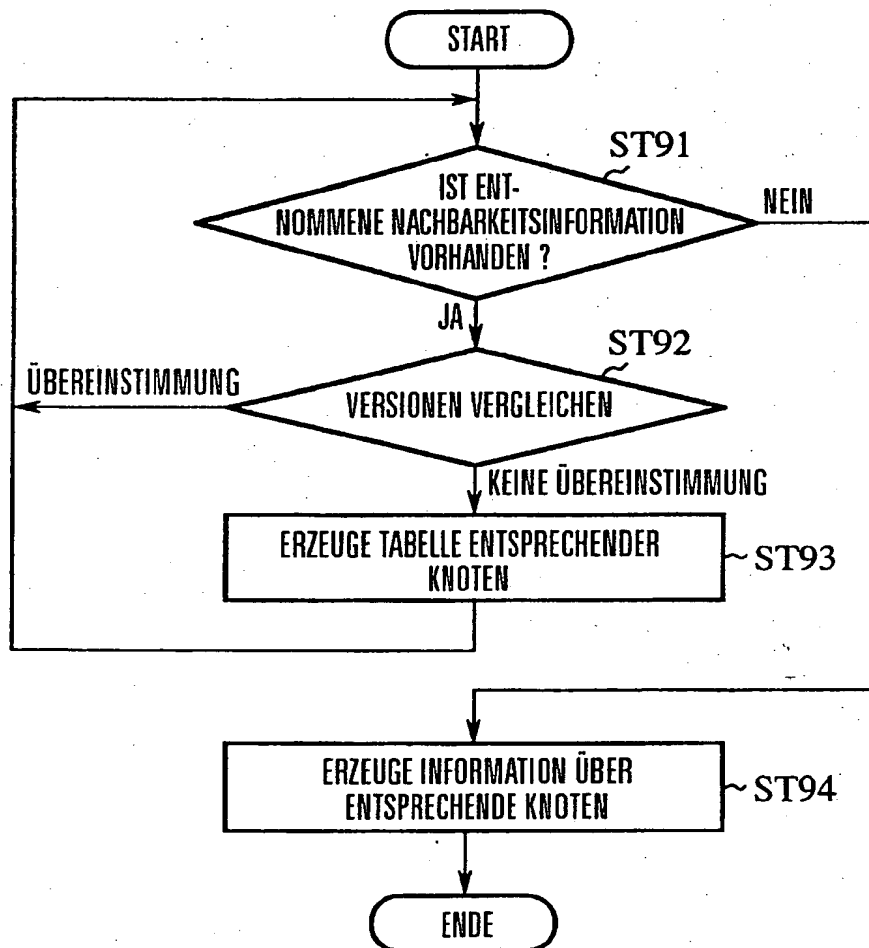 START
ST91
IST ENT-
NOMMENE NACHBARKEITSINFORMATION
VORHANDEN ?
NEIN
JA
ST92
ÜBEREINSTIMMUNG
VERSIONEN VERGLEICHEN
KEINE ÜBEREINSTIMMUNG
ERZEUGE TABELLE ENTSPRECHENDER
KNOTEN
ST93
ERZEUGE INFORMATION ÜBER
ENTSPRECHENDE KNOTEN
ST94
ENDE